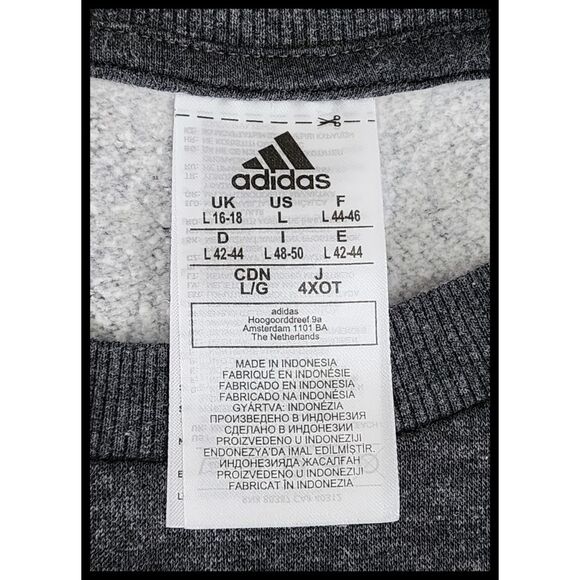 adidas
UK US F
L 16-18 L L 44-46
D I E
L 42-44 L 48-50 L 42-44
CDN J
L/G 4XOT
adidas
Hoogoorddreef 9a
Amsterdam 1101 BA
The Netherlands
MADE IN INDONESIA
FABRIQUÉ EN INDONÉSIE
FABRICADO EN INDONESIA
FABRICADO NA INDONÉSIA
GYÁRTVA: INDONÉZIA
ПРОИЗВЕДЕНО В ИНДОНЕЗИЯ
СДЕЛАНО В ИНДОНЕЗИИ
PROIZVEDENO U INDONEZIJI
ENDONEZYA'DA İMAL EDİLMİŞTİR.
ИНДОНЕЗИЯДА ЖАСАЛҒАН
PROIZVEDENO U INDONEZIJI
FABRICAT ÎN INDONEZIA